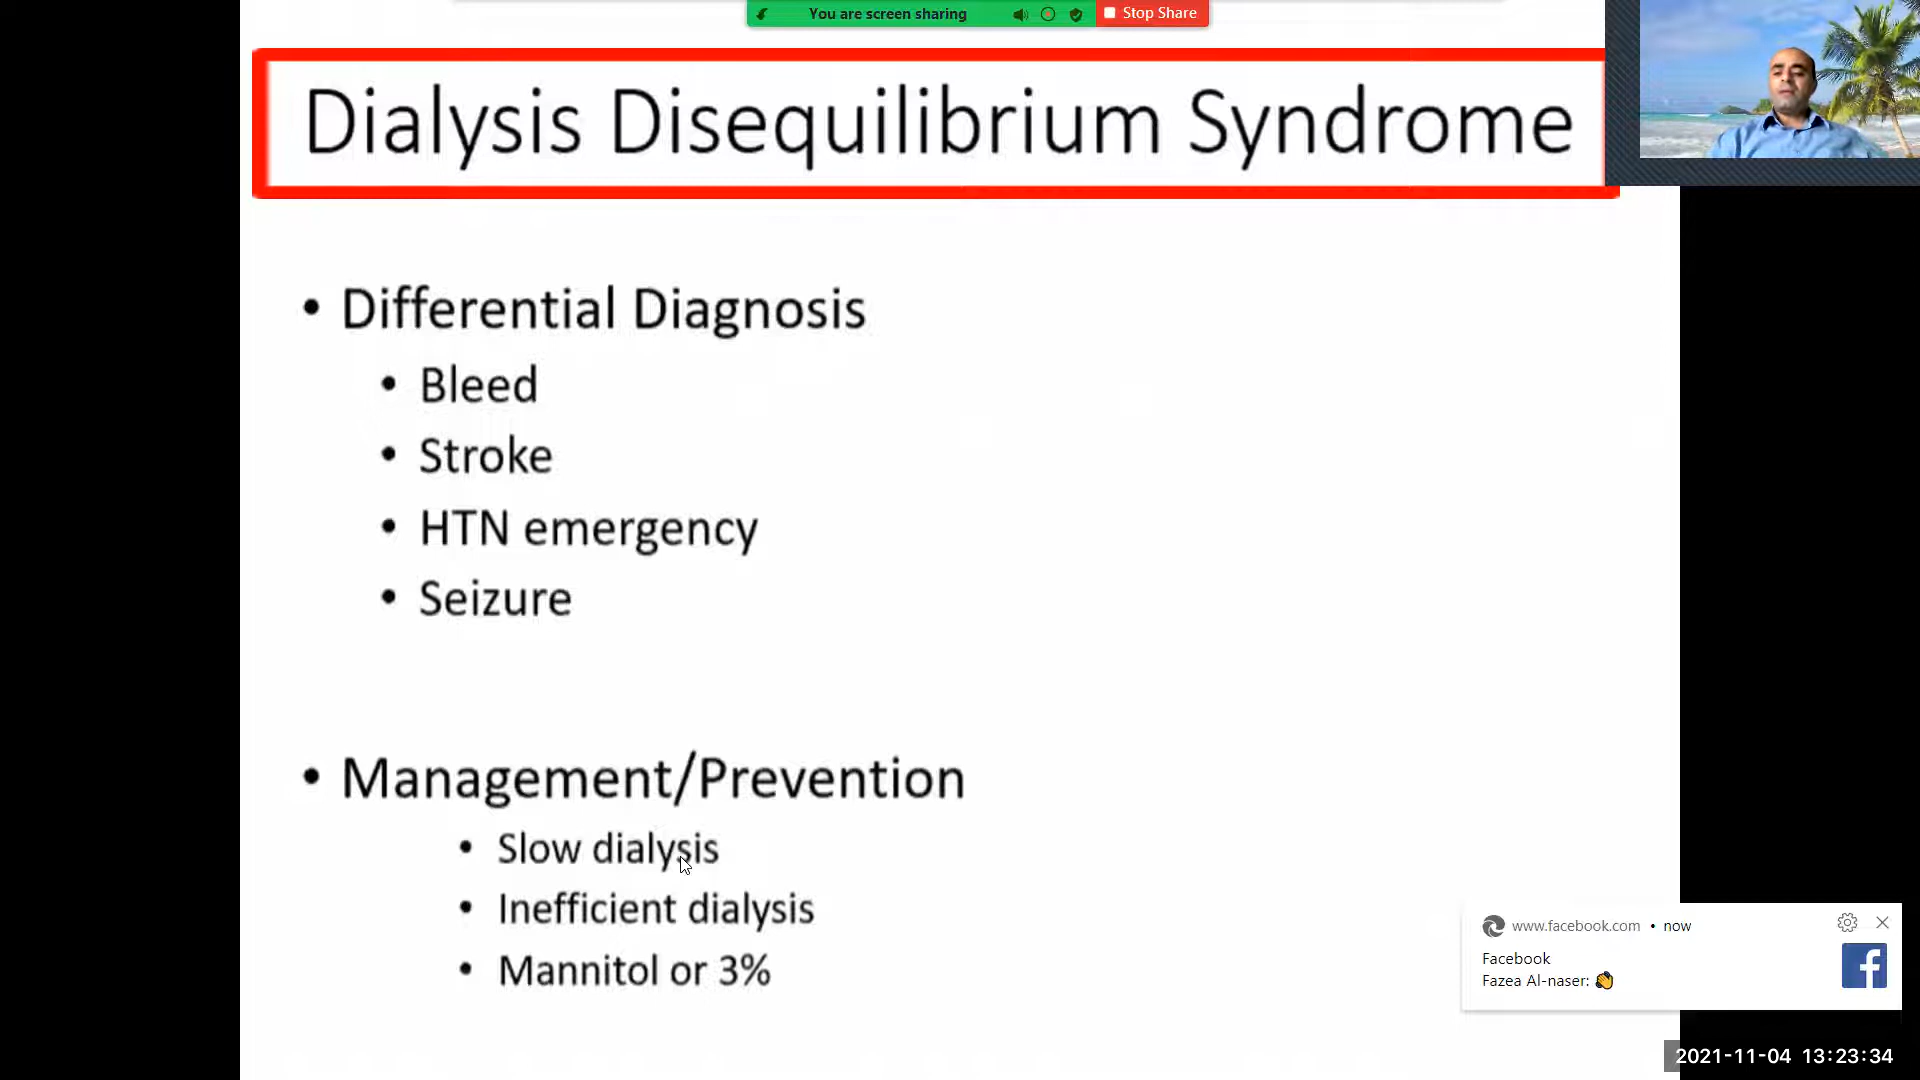 You are screen sharing
Stop Share
Dialysis Disequilibrium Syndrome
• Differential Diagnosis
• Bleed
• Stroke
• HTN emergency
• Seizure
• Management/Prevention
• Slow dialysis
• Inefficient dialysis
• Mannitol or 3%
www.facebook.com • now
Facebook
Fazea Al-naser: 👏
2021-11-04 13:23:34